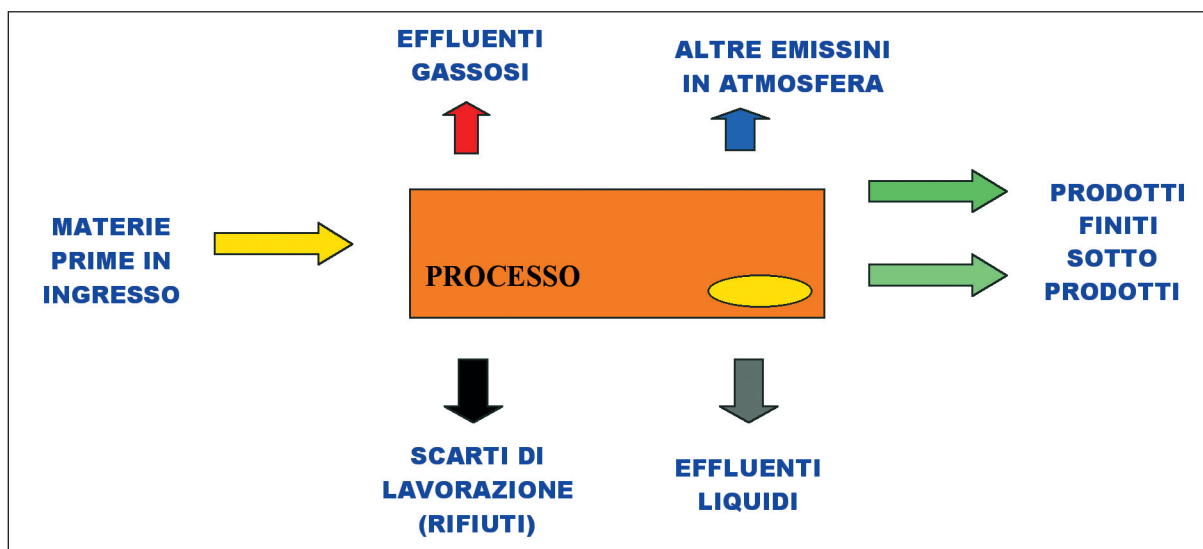 EFFLUENTI
GASSOSI
ALTRE EMISSINI
IN ATMOSFERA
MATERIE
PRIME IN
INGRESSO
PROCESSO
PRODOTTI
FINITI
SOTTO
PRODOTTI
SCARTI DI
LAVORAZIONE
(RIFIUTI)
EFFLUENTI
LIQUIDI